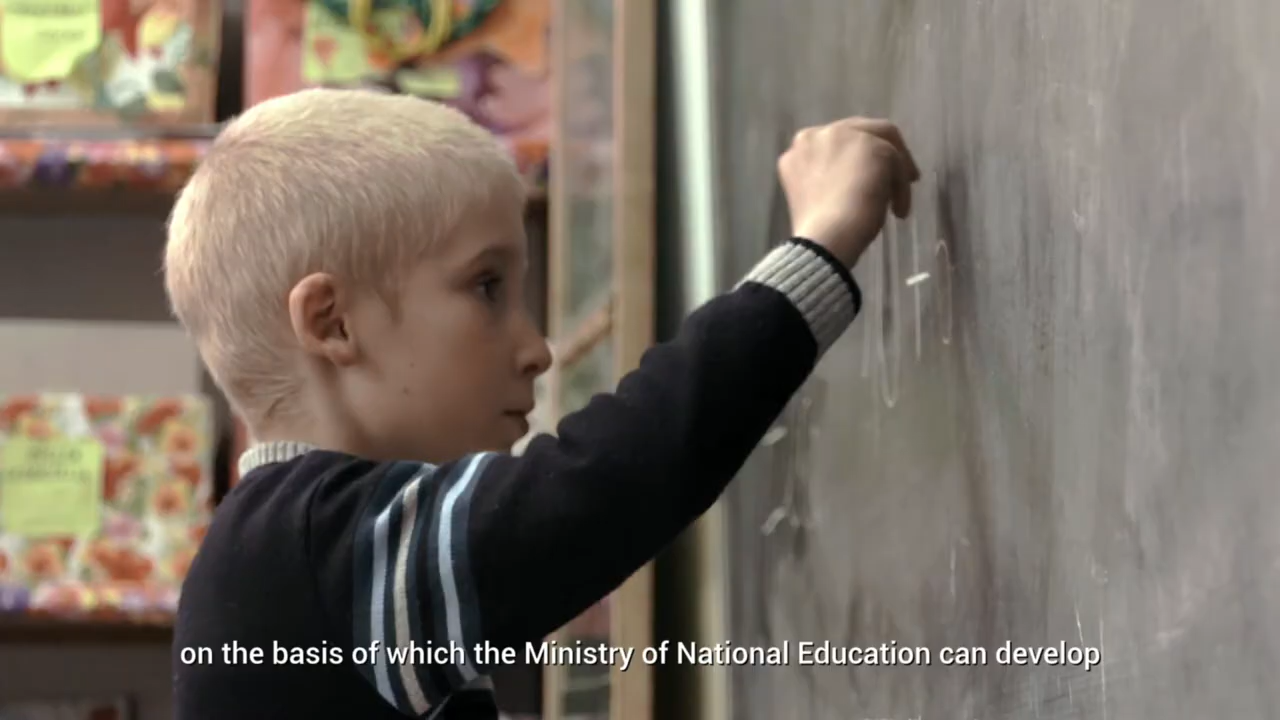 on the basis of which the Ministry of National Education can develop